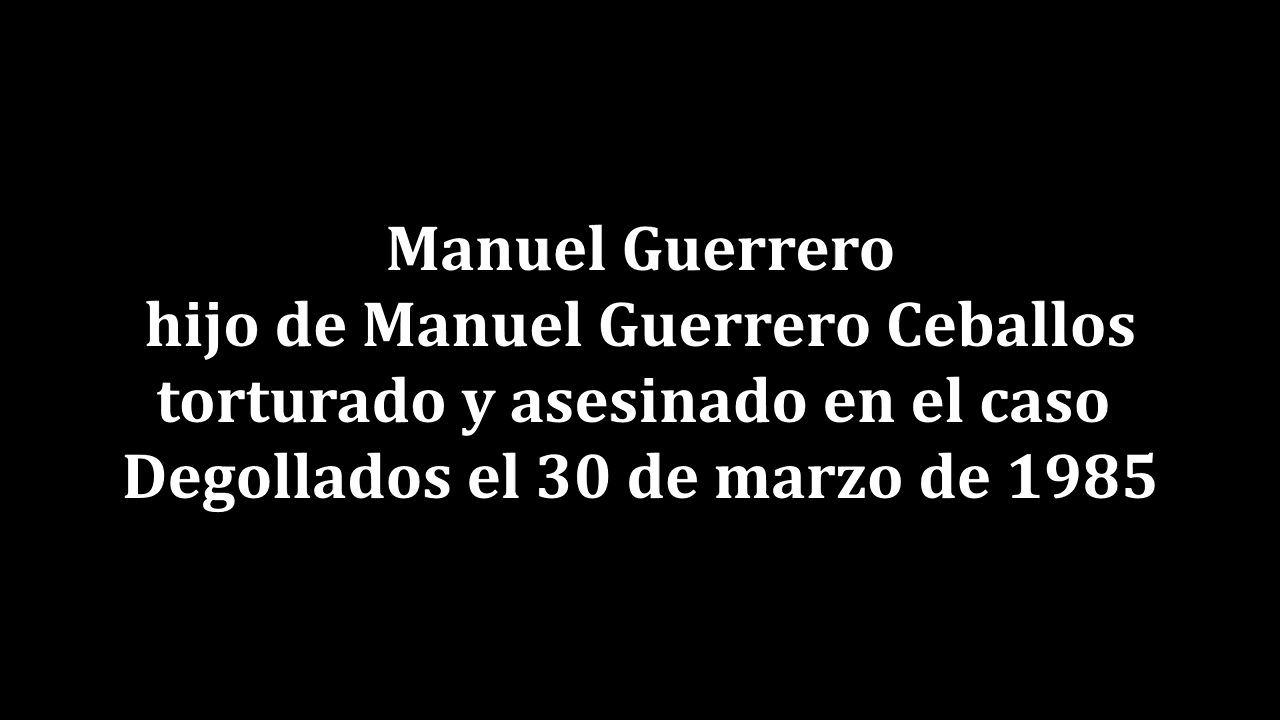 Manuel Guerrero
hijo de Manuel Guerrero Ceballos
torturado y asesinado en el caso
Degollados el 30 de marzo de 1985